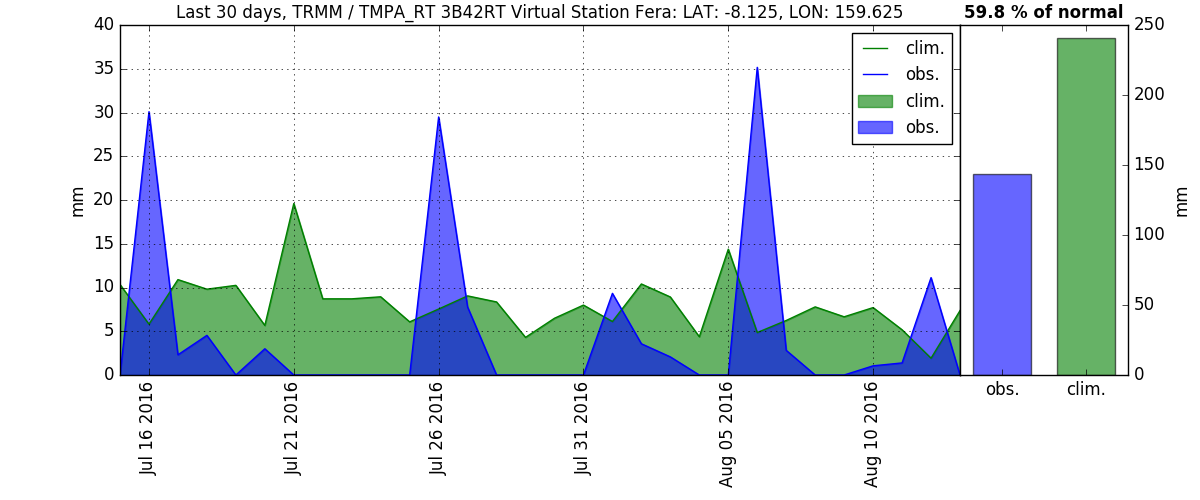 Last 30 days, TRMM / TMPA_RT 3B42RT Virtual Station Fera: LAT: -8.125, LON: 159.625
59.8 % of normal
40
35
30
25
20
15
10
5
0
mm
clim.
obs.
clim.
obs.
Jul 16 2016
Jul 21 2016
Jul 26 2016
Jul 31 2016
Aug 05 2016
Aug 10 2016
250
200
150
100
50
0
mm
obs.
clim.